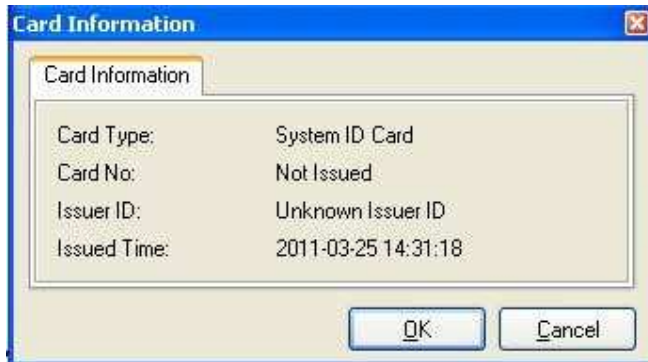 Card Information
Card Information
Card Type: System ID Card
Card No: Not Issued
Issuer ID: Unknown Issuer ID
Issued Time: 2011-03-25 14:31:18
OK Cancel